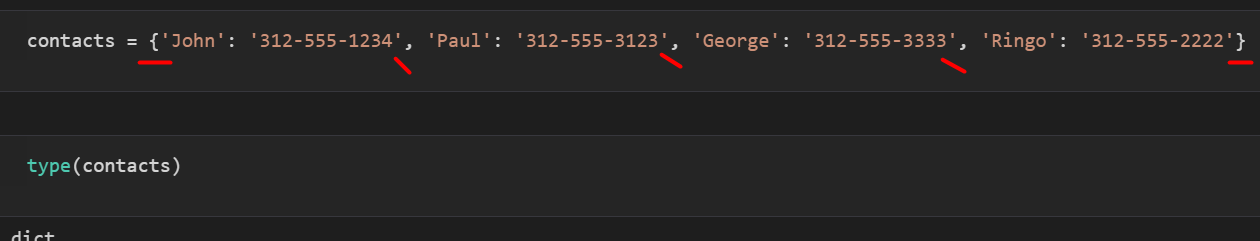 contacts = {'John': '312-555-1234', 'Paul': '312-555-3123', 'George': '312-555-3333', 'Ringo': '312-555-2222'}
type(contacts)
dict